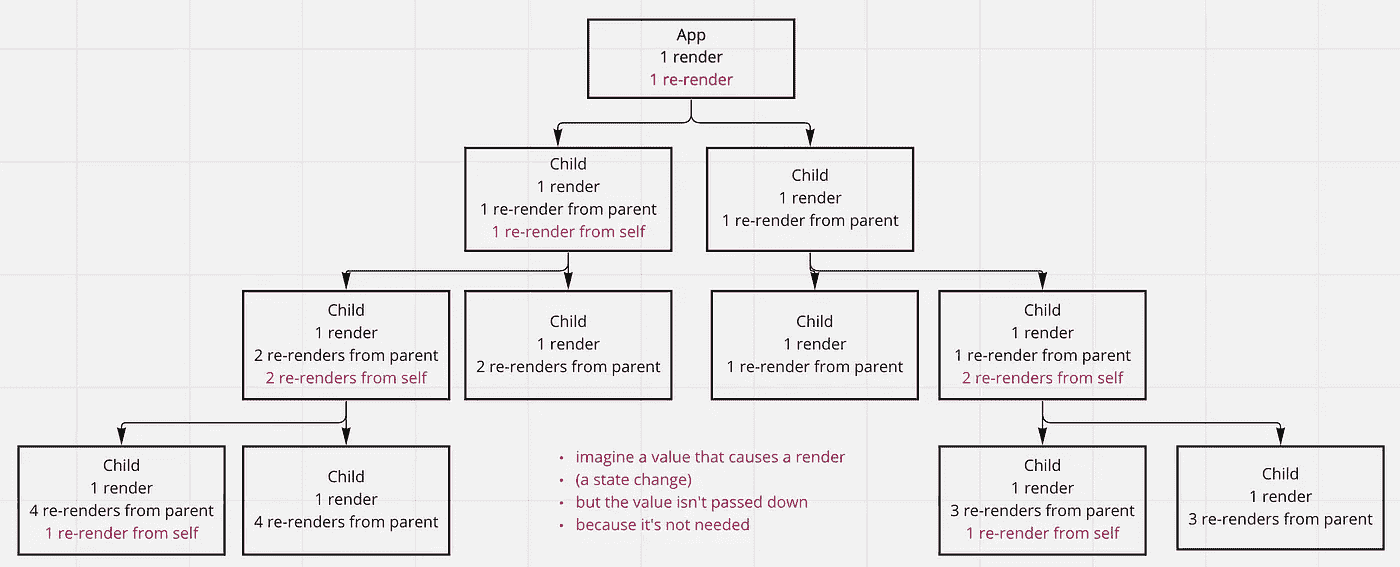 App
1 render
1 re-render
Child
1 render
1 re-render from parent
1 re-render from self
Child
1 render
1 re-render from parent
Child
1 render
2 re-renders from parent
2 re-renders from self
Child
1 render
2 re-renders from parent
Child
1 render
1 re-render from parent
Child
1 render
1 re-render from parent
2 re-renders from self
Child
1 render
4 re-renders from parent
1 re-render from self
Child
1 render
4 re-renders from parent
• imagine a value that causes a render
• (a state change)
• but the value isn't passed down
• because it's not needed
Child
1 render
3 re-renders from parent
1 re-render from self
Child
1 render
3 re-renders from parent